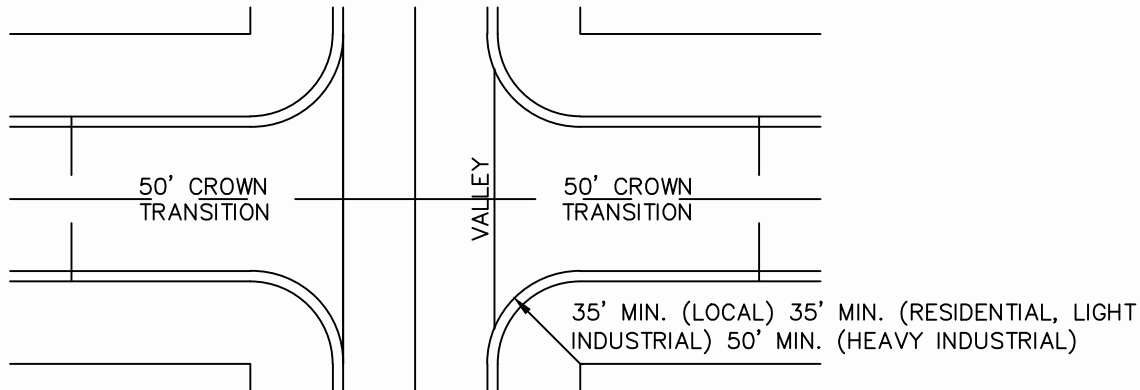 50' CROWN
TRANSITION
VALLEY
50' CROWN
TRANSITION
35' MIN. (LOCAL) 35' MIN. (RESIDENTIAL, LIGHT
INDUSTRIAL) 50' MIN. (HEAVY INDUSTRIAL)